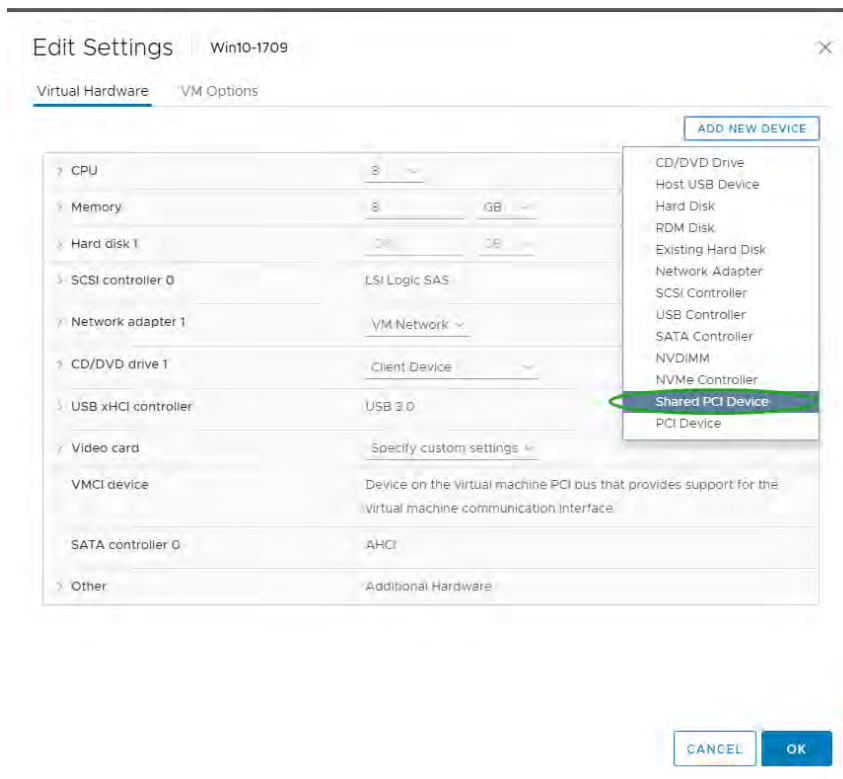 Edit Settings Win10-1709
Virtual Hardware VM Options
ADD NEW DEVICE
CD/DVD Drive
Host USB Device
Hard Disk
RDM Disk
Existing Hard Disk
Network Adapter
SCSI Controller
USB Controller
SATA Controller
NVDIMM
NVMe Controller
Shared PCI Device
PCI Device
CPU 8
Memory 8 GB
Hard disk 1 GB
SCSI controller 0 LSI Logic SAS
Network adapter 1 VM Network
CD/DVD drive 1 Client Device
USB xHCI controller USB 3.0
Video card Specify custom settings
VMCI device Device on the virtual machine PCI bus that provides support for the
virtual machine communication interface
SATA controller 0 AHCI
Other Additional Hardware
CANCEL OK